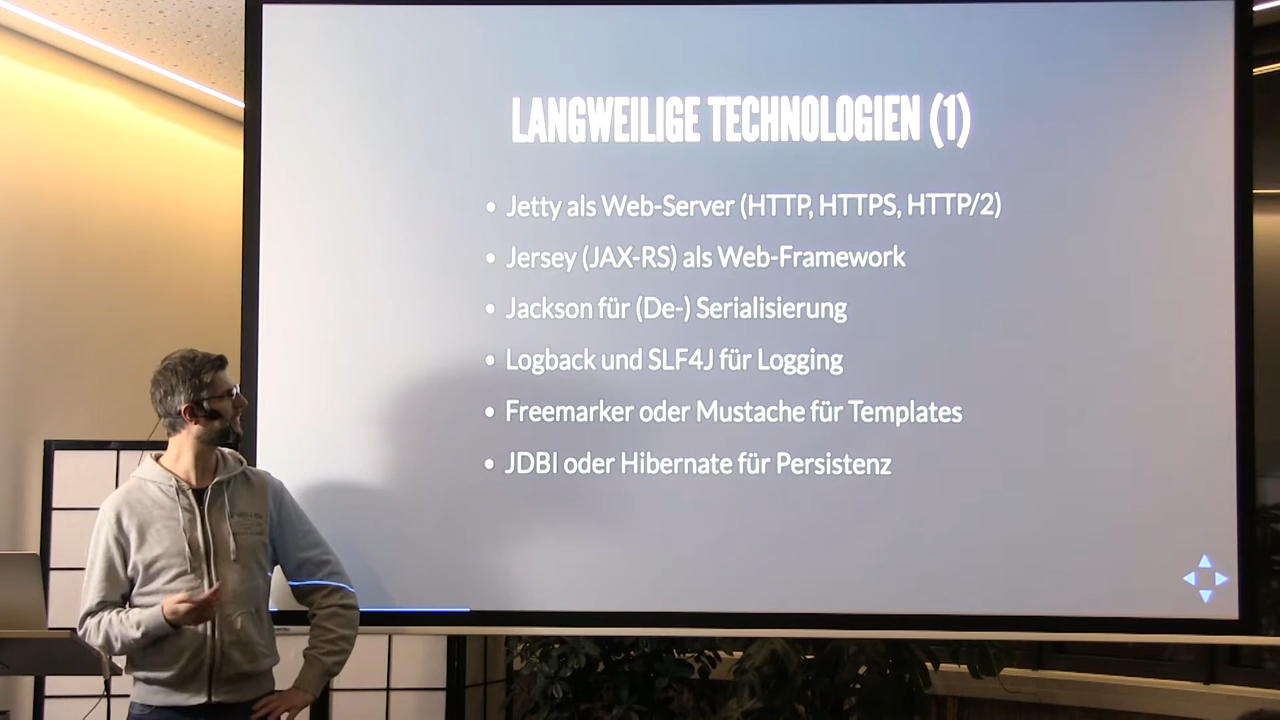 LANGWEILIGE TECHNOLOGIEN (1)
• Jetty als Web-Server (HTTP, HTTPS, HTTP/2)
• Jersey (JAX-RS) als Web-Framework
• Jackson für (De-) Serialisierung
• Logback und SLF4J für Logging
• Freemarker oder Mustache für Templates
• JDBI oder Hibernate für Persistenz